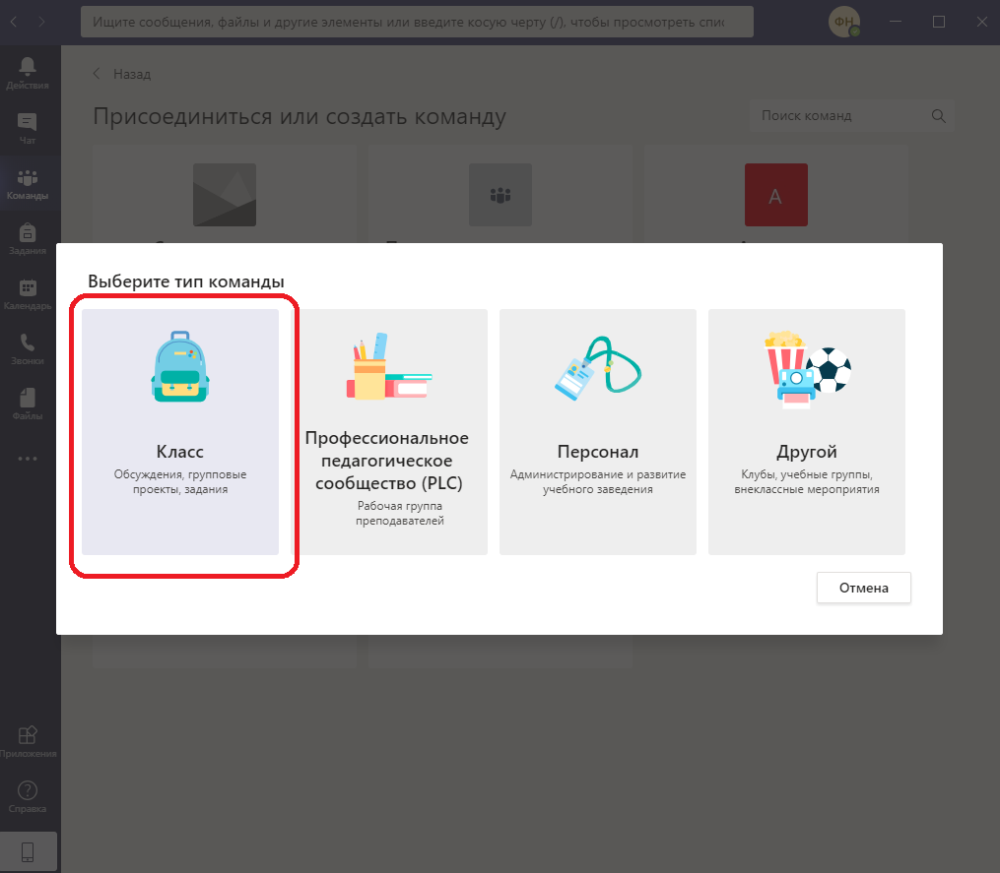 Ищите сообщения, файлы и другие элементы или введите косую черту (/), чтобы просмотреть спис
ФН
Действия
Чат
Команды
Задания
Календарь
Звонки
Файлы
Назад
Присоединиться или создать команду
Поиск команд
А
Выберите тип команды
Класс
Обсуждения, групповые
проекты, задания
Профессиональное
педагогическое
сообщество (PLC)
Рабочая группа
преподавателей
Персонал
Администрирование и развитие
учебного заведения
Другой
Клубы, учебные группы,
внеклассные мероприятия
Отмена
Приложения
Справка